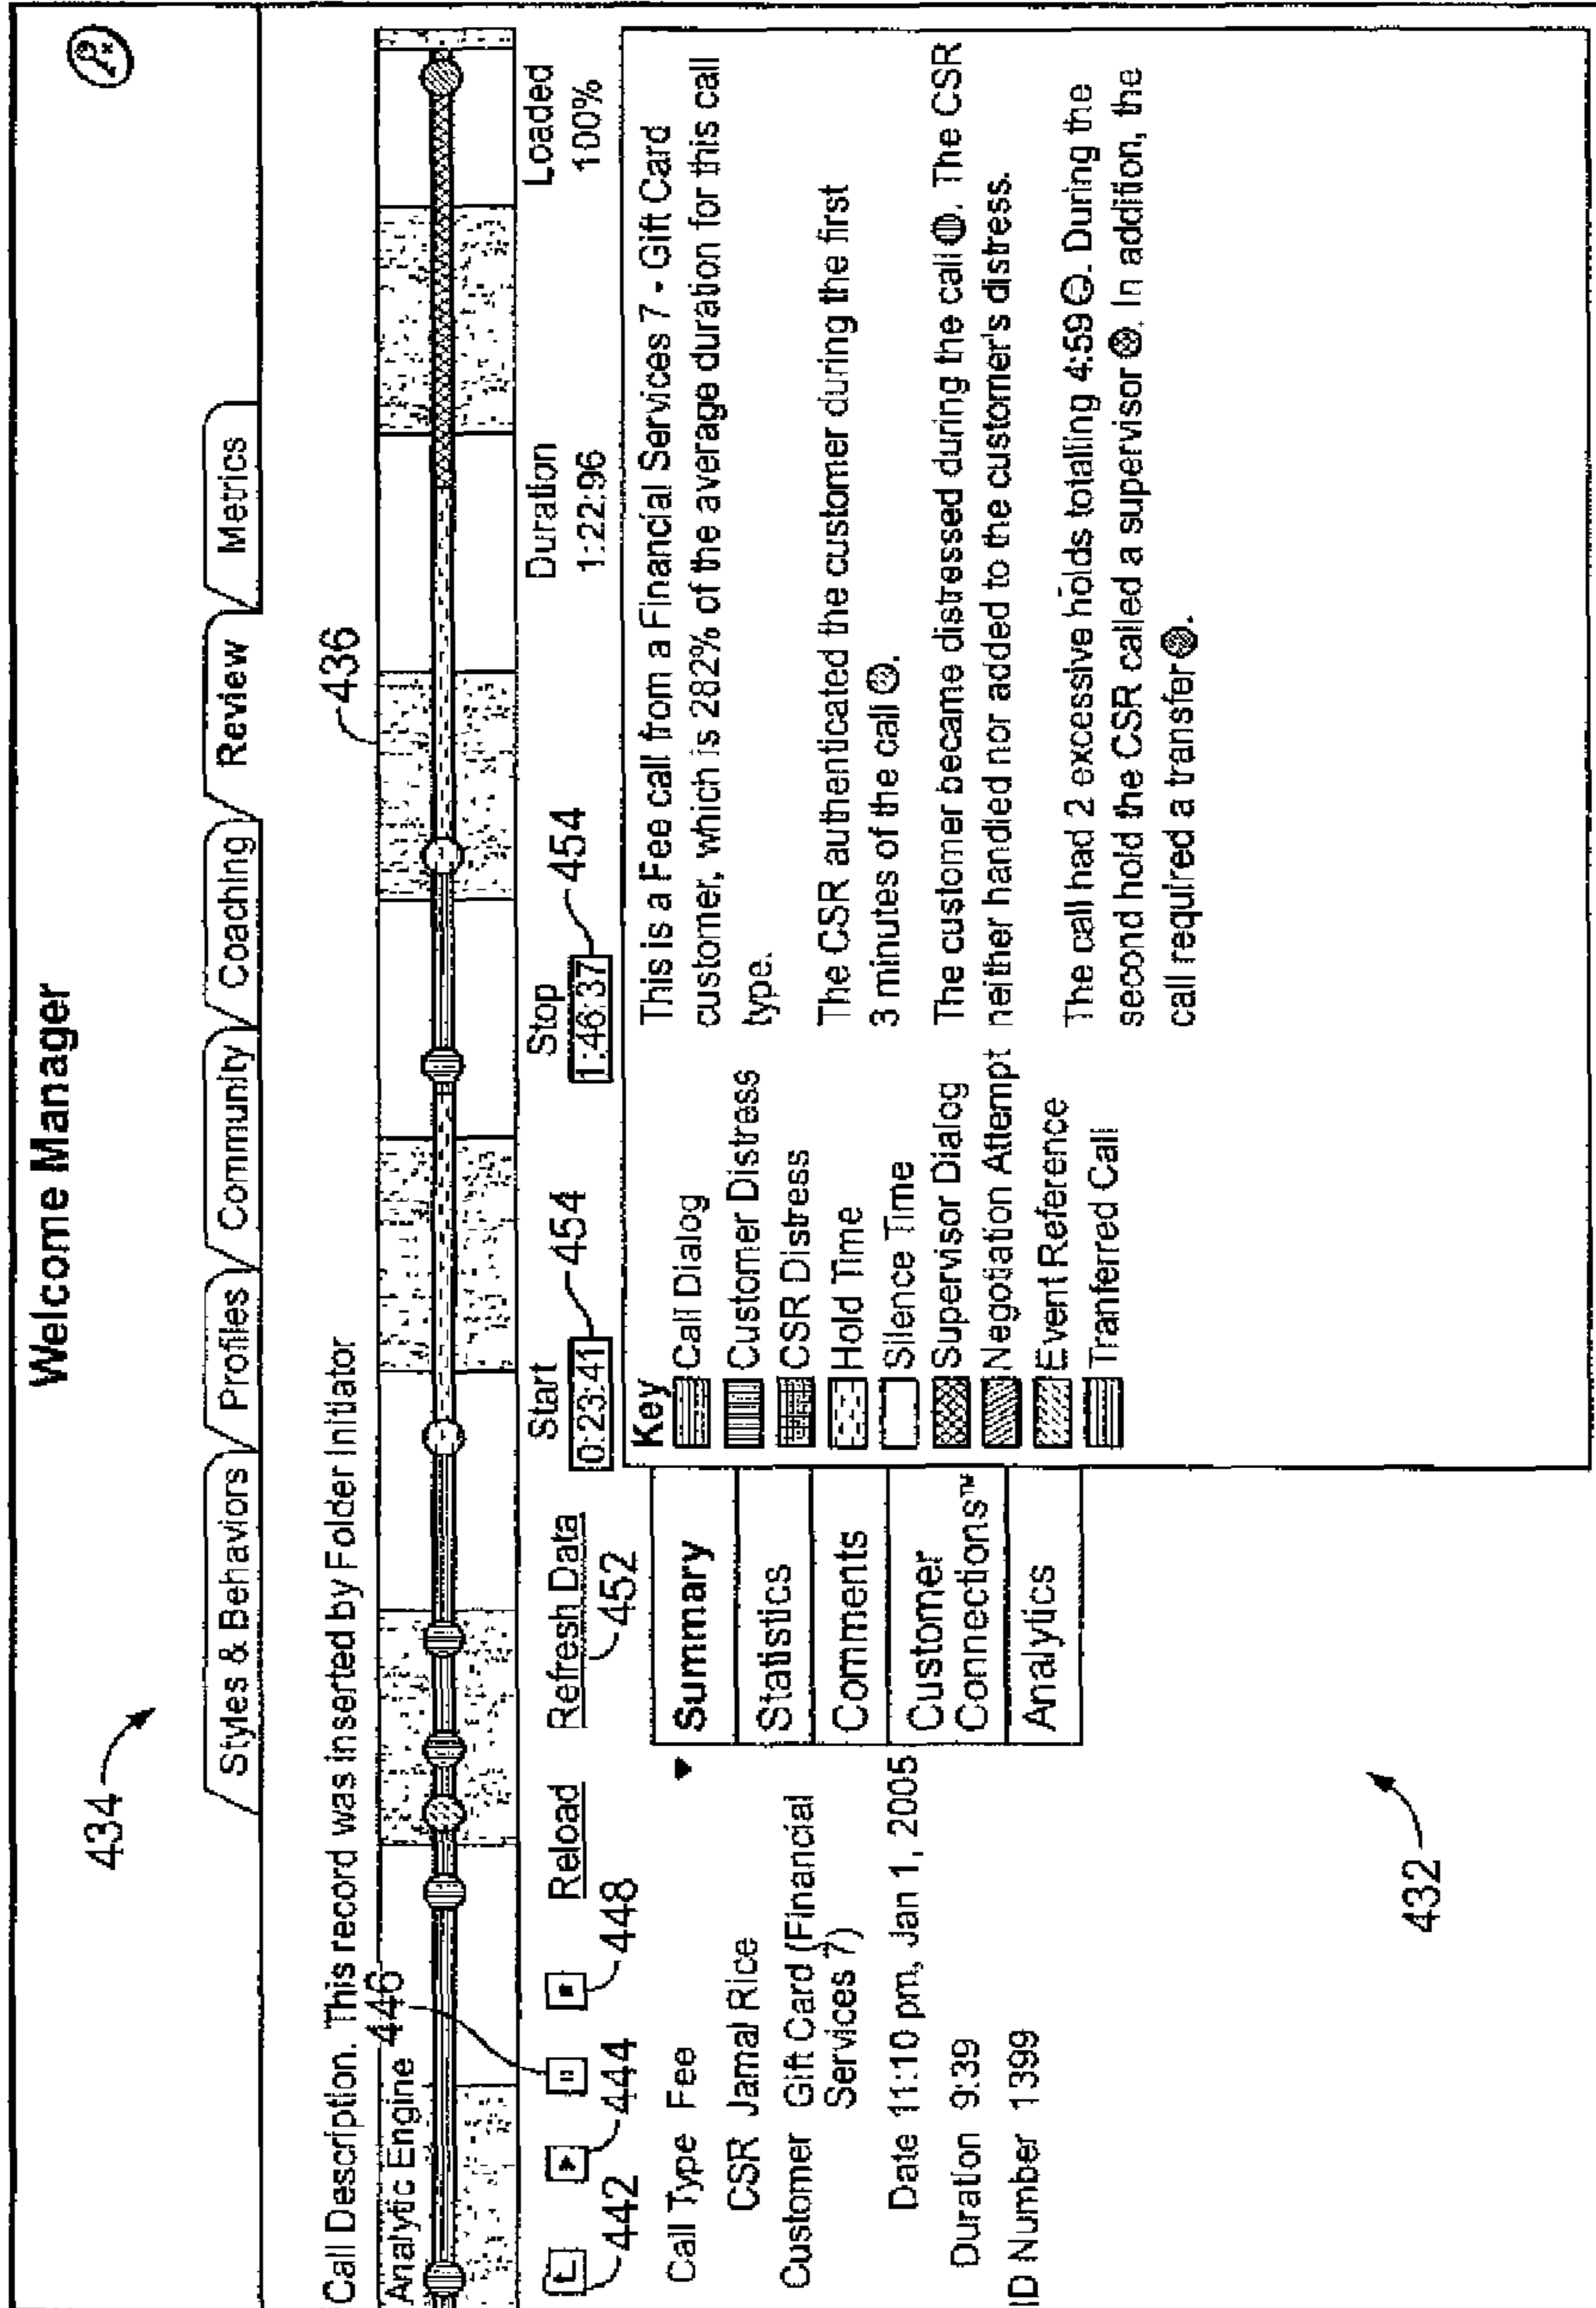 Welcome Manager
434
Styles & Behaviors
Profiles
Community
Coaching
Review
Metrics
Call Description. This record was inserted by Folder Initiator
436
Analytic Engine
446
442
444
448
Reload
Refresh Data
452
Start
0:23:41
454
Stop
1:46:37
454
Duration
1:22:96
Loaded
100%
Call Type Fee
CSR Jamal Rice
Customer Gift Card (Financial
Services 7)
Date 11:10 pm, Jan 1, 2005
Duration 9:39
ID Number 1399
Summary
Statistics
Comments
Customer
Connections™
Analytics
Key
Call Dialog
Customer Distress
CSR Distress
Hold Time
Silence Time
Supervisor Dialog
Negotiation Attempt
Event Reference
Tranferred Call
This is a Fee call from a Financial Services 7 - Gift Card
customer, which is 282% of the average duration for this call
type.
The CSR authenticated the customer during the first
3 minutes of the call.
The customer became distressed during the call. The CSR
neither handled nor added to the customer's distress.
The call had 2 excessive holds totalling 4:59. During the
second hold the CSR called a supervisor. In addition, the
call required a transfer.
432